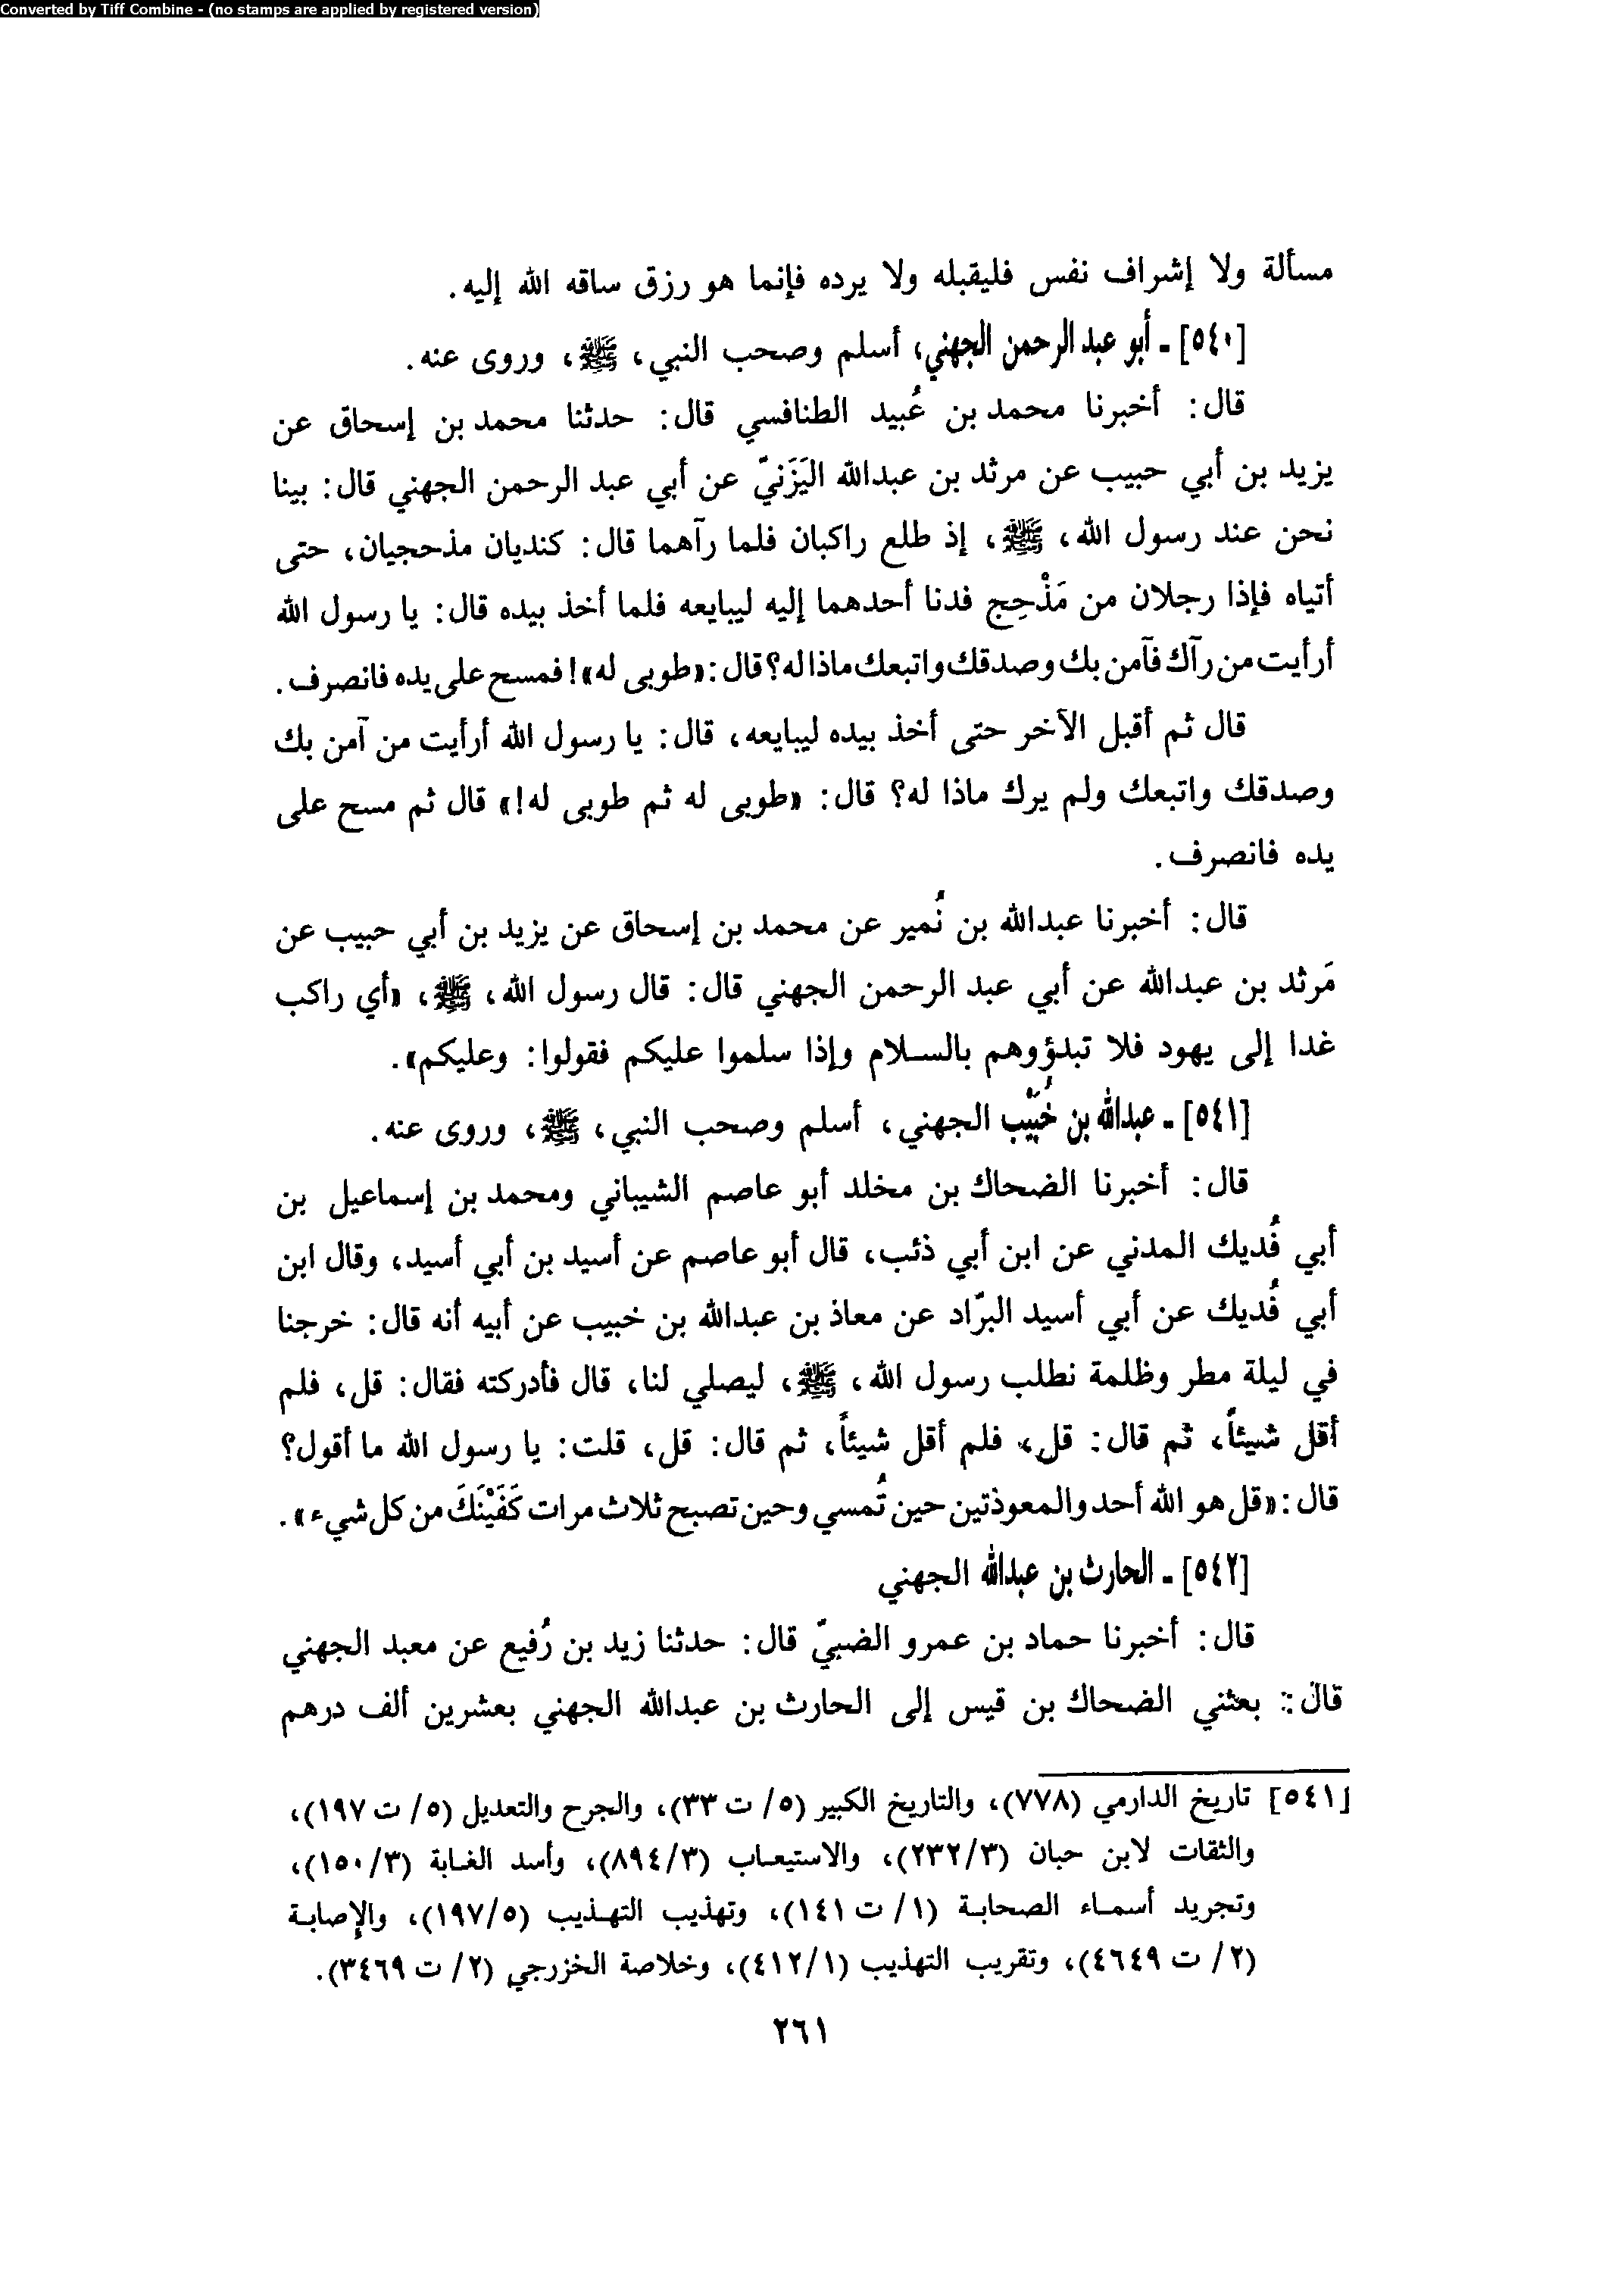 Converted by Tiff Combine - (no stamps are applied by registered version)
مسألة ولا إشراف نفس فليقبله ولا يرده فإنما هو رزق ساقه الله إليه.
[٥٤٠] - أبو عبد الرحمن الجهني، أسلم وصحب النبي، ﷺ، وروى عنه.
قال: أخبرنا محمد بن عُبيد الطنافسي قال: حدثنا محمد بن إسحاق عن
يزيد بن أبي حبيب عن مرثد بن عبدالله اليَزَنيّ عن أبي عبد الرحمن الجهني قال: بينا
نحن عند رسول الله، ﷺ، إذ طلع راكبان فلما رآهما قال: كنديان مذحجيان، حتى
أتياه فإذا رجلان من مَذْحِج فدنا أحدهما إليه ليبايعه فلما أخذ بيده قال: يا رسول الله
أرأيت من رآك فآمن بك وصدقك واتبعك ماذا له؟ قال: «طوبى له»! فمسح على يده فانصرف.
قال ثم أقبل الآخر حتى أخذ بيده ليبايعه، قال: يا رسول الله أرأيت من آمن بك
وصدقك واتبعك ولم يرك ماذا له؟ قال: «طوبى له ثم طوبى له!» قال ثم مسح على
يده فانصرف.
قال: أخبرنا عبدالله بن نُمير عن محمد بن إسحاق عن يزيد بن أبي حبيب عن
مَرثد بن عبدالله عن أبي عبد الرحمن الجهني قال: قال رسول الله، ﷺ، «أي راكب
غدا إلى يهود فلا تبدؤوهم بالسلام وإذا سلموا عليكم فقولوا: وعليكم».
[٥٤١] - عبدالله بن خُبَيْب الجهني، أسلم وصحب النبي، ﷺ، وروى عنه.
قال: أخبرنا الضحاك بن مخلد أبو عاصم الشيباني ومحمد بن إسماعيل بن
أبي فُديك المدني عن ابن أبي ذئب، قال أبو عاصم عن أسيد بن أبي أسيد، وقال ابن
أبي فُديك عن أبي أسيد البرّاد عن معاذ بن عبدالله بن خبيب عن أبيه أنه قال: خرجنا
في ليلة مطر وظلمة نطلب رسول الله، ﷺ، ليصلي لنا، قال فأدركته فقال: قل، فلم
أقل شيئاً، ثم قال: قل، فلم أقل شيئاً، ثم قال: قل، قلت: يا رسول الله ما أقول؟
قال: «قل هو الله أحد والمعوذتين حين تُمسي وحين تصبح ثلاث مرات كَفَيْنَكَ من كل شيء».
[٥٤٢] - الحارث بن عبدالله الجهني
قال: أخبرنا حماد بن عمرو الضبيّ قال: حدثنا زيد بن رُفيع عن معبد الجهني
قال: بعثني الضحاك بن قيس إلى الحارث بن عبدالله الجهني بعشرين ألف درهم
[٥٤١] تاريخ الدارمي (٧٧٨)، والتاريخ الكبير (٥/ ت ٣٣)، والجرح والتعديل (٥/ ت ١٩٧)،
والثقات لابن حبان (٢٣٢/٣)، والاستيعاب (٨٩٤/٣)، وأسد الغابة (١٥٠/٣)،
وتجريد أسماء الصحابة (١/ ت ١٤١)، وتهذيب التهذيب (١٩٧/٥)، والإصابة
(٢/ ت ٤٦٤٩)، وتقريب التهذيب (٤١٢/١)، وخلاصة الخزرجي (٢/ ت ٣٤٦٩).
٢٦١